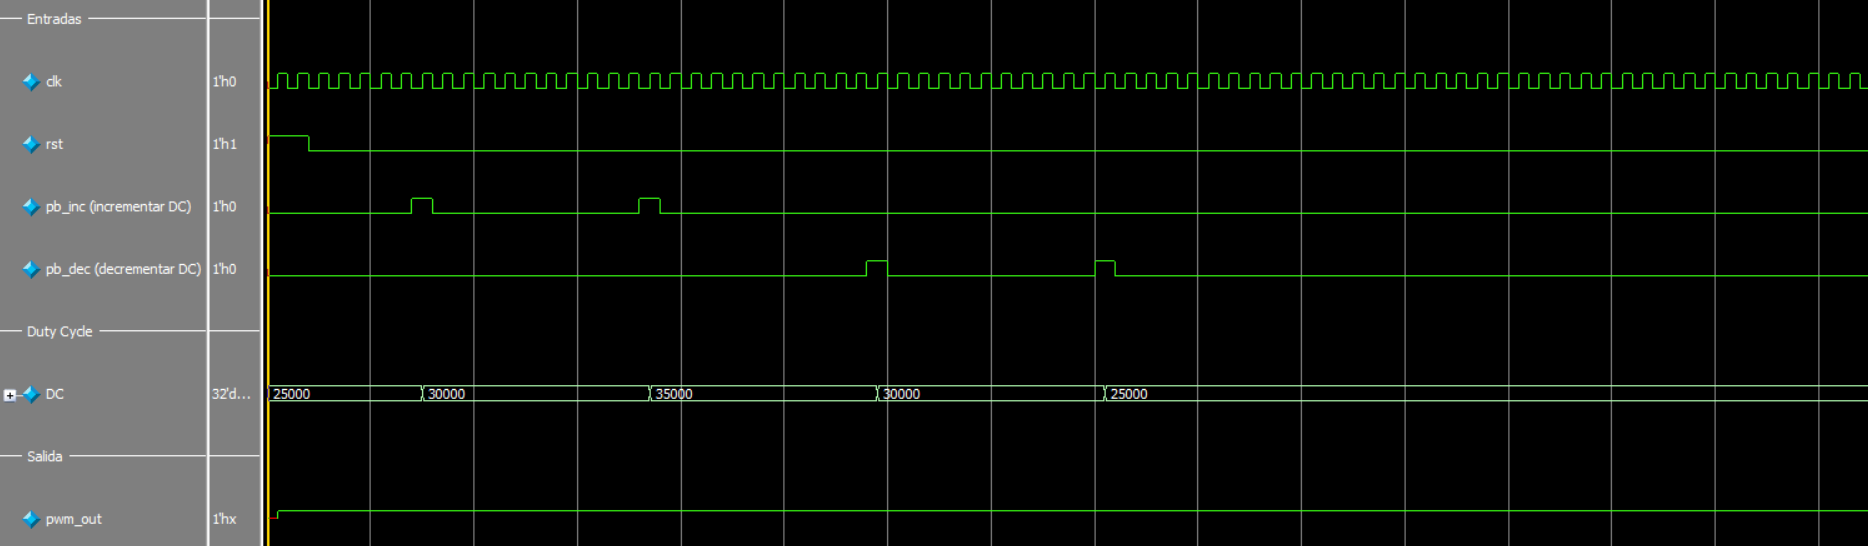 Entradas
clk 1'h0
rst 1'h1
pb_inc (incrementar DC) 1'h0
pb_dec (decrementar DC) 1'h0
Duty Cycle
DC 32'd... 25000 30000 35000 30000 25000
Salida
pwm_out 1'hx